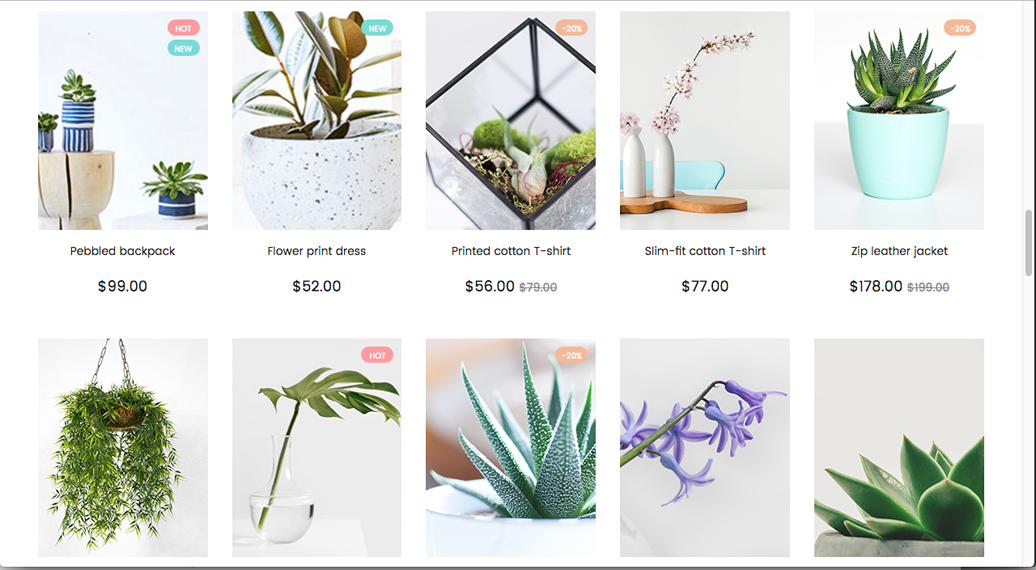 HOT
NEW
NEW
-20%
-20%
Pebbled backpack
Flower print dress
Printed cotton T-shirt
Slim-fit cotton T-shirt
Zip leather jacket
$99.00
$52.00
$56.00 $79.00
$77.00
$178.00 $199.00
HOT
-20%